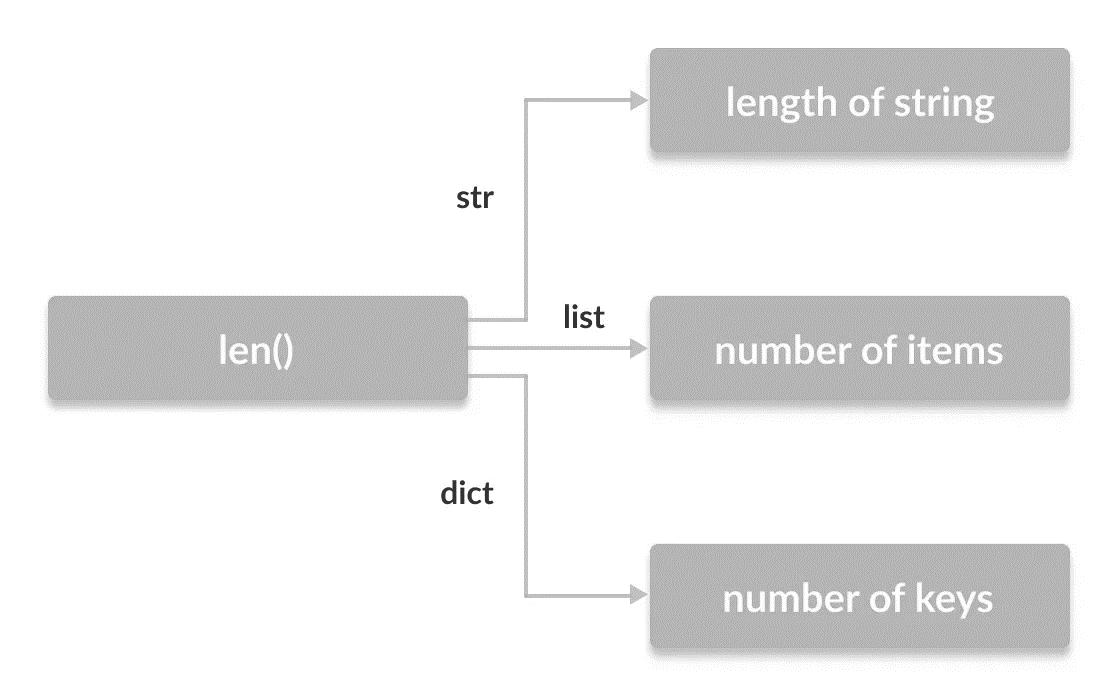 length of string
str
list
len()
number of items
dict
number of keys